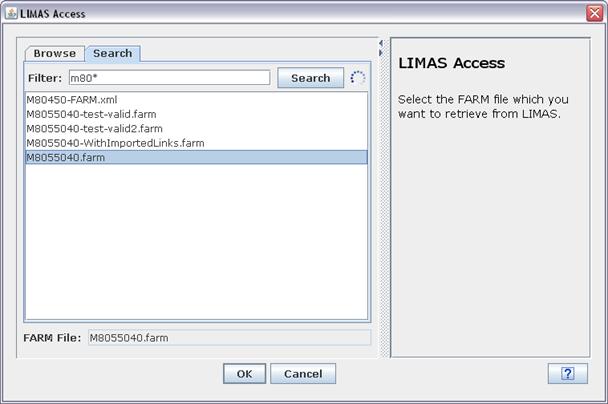 LIMAS Access
Browse Search
Filter: m80* Search
M80450-FARM.xml
M8055040-test-valid.farm
M8055040-test-valid2.farm
M8055040-WithImportedLinks.farm
M8055040.farm
FARM File: M8055040.farm
LIMAS Access
Select the FARM file which you
want to retrieve from LIMAS.
OK Cancel ?